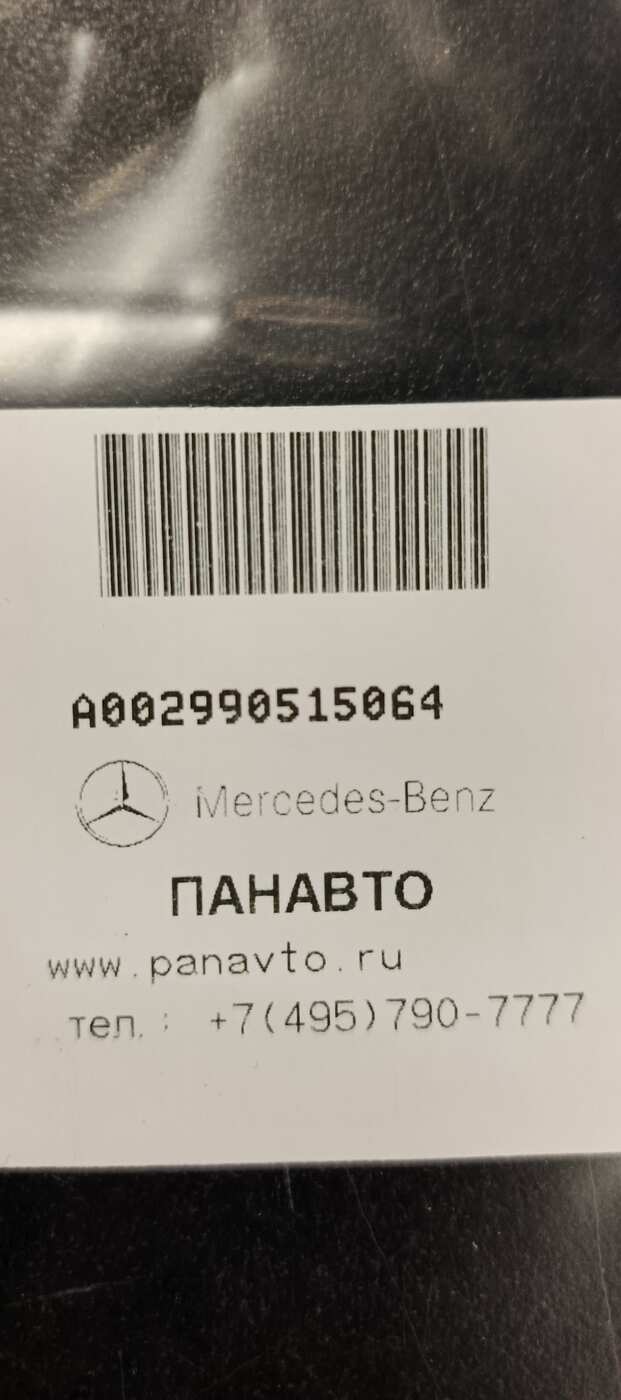 A002990515064
Mercedes-Benz
ПАНАВТО
www.panavto.ru
тел.: +7(495)790-7777